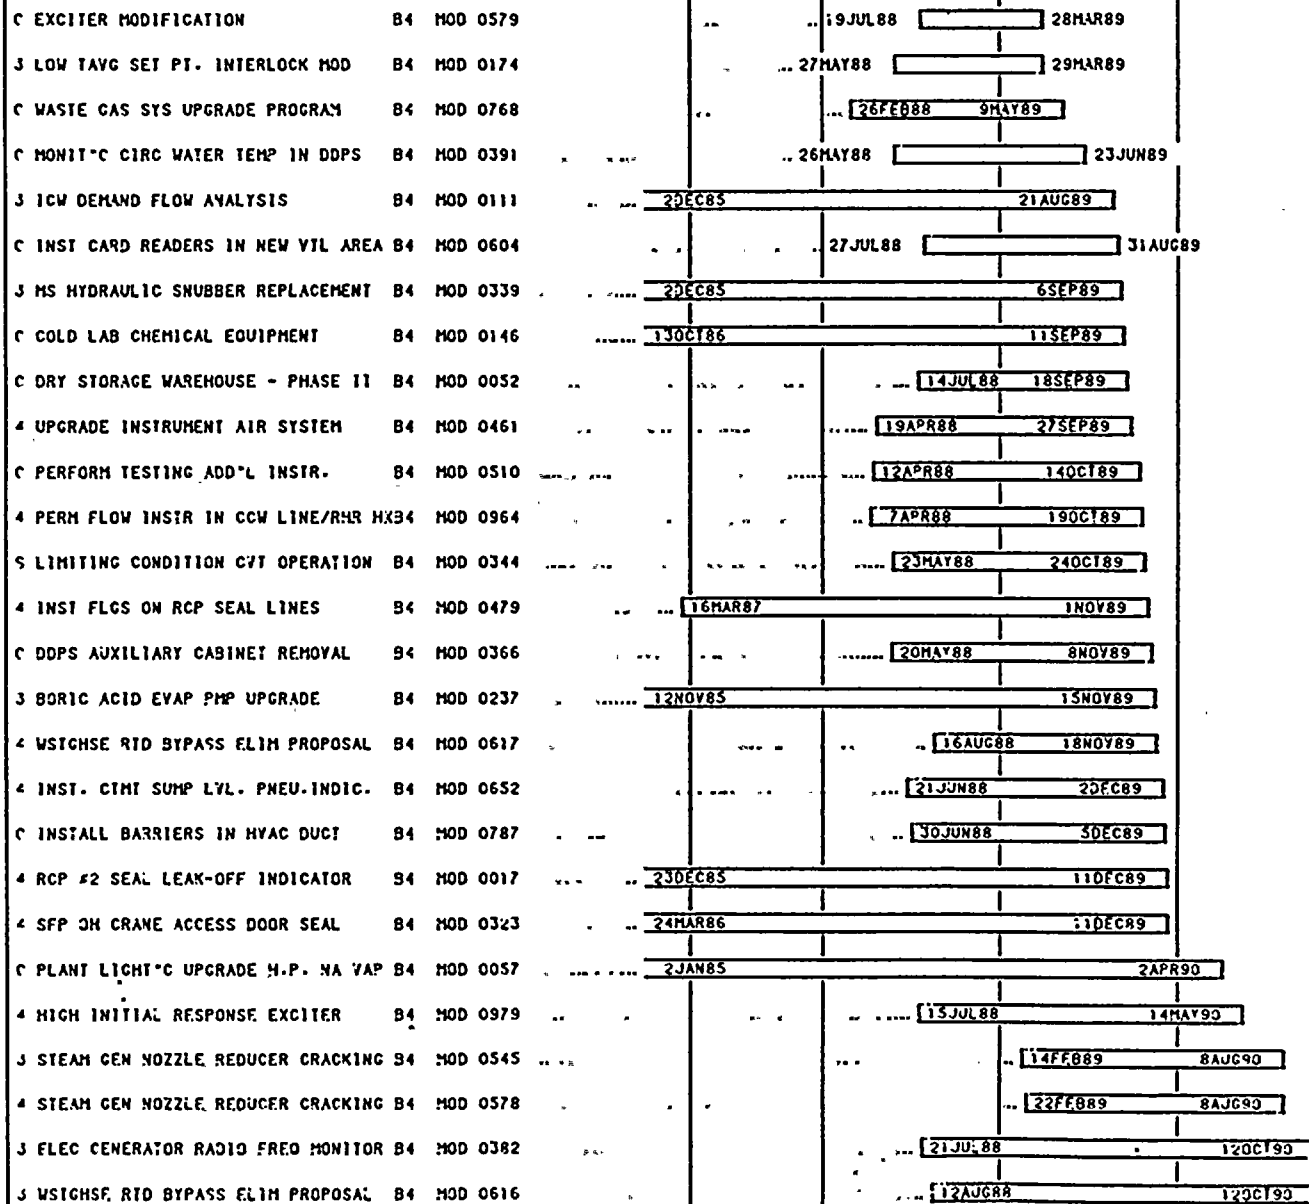 C EXCITER MODIFICATION B4 MOD 0579 19JUL88 28MAR89
3 LOW TAVG SET PT. INTERLOCK MOD B4 MOD 0174 27MAY88 29MAR89
C WASTE GAS SYS UPGRADE PROGRAM B4 MOD 0768 26FEB88 9MAY89
C MONIT'G CIRC WATER TEMP IN DDPS B4 MOD 0391 26MAY88 23JUN89
3 ICW DEMAND FLOW ANALYSIS B4 MOD 0111 2DEC85 21AUG89
C INST CARD READERS IN NEW VTL AREA B4 MOD 0604 27JUL88 31AUG89
3 MS HYDRAULIC SNUBBER REPLACEMENT B4 MOD 0339 2DEC85 6SEP89
C COLD LAB CHEMICAL EQUIPMENT B4 MOD 0146 13OCT86 11SEP89
C DRY STORAGE WAREHOUSE - PHASE II B4 MOD 0052 14JUL88 18SEP89
4 UPGRADE INSTRUMENT AIR SYSTEM B4 MOD 0461 19APR88 27SEP89
C PERFORM TESTING ADD'L INSTR. B4 MOD 0510 12APR88 14OCT89
4 PERM FLOW INSTR IN CCW LINE/RHR HXB4 MOD 0964 7APR88 19OCT89
S LIMITING CONDITION CVT OPERATION B4 MOD 0344 23MAY88 24OCT89
4 INST FLGS ON RCP SEAL LINES B4 MOD 0479 16MAR87 1NOV89
C DDPS AUXILIARY CABINET REMOVAL B4 MOD 0366 20MAY88 8NOV89
3 BORIC ACID EVAP PMP UPGRADE B4 MOD 0237 12NOV85 15NOV89
4 WSTGHSE RTD BYPASS ELIM PROPOSAL B4 MOD 0617 16AUG88 18NOV89
4 INST. CTMT SUMP LVL. PNEU.INDIC. B4 MOD 0652 21JUN88 2DEC89
C INSTALL BARRIERS IN HVAC DUCT B4 MOD 0787 30JUN88 5DEC89
4 RCP #2 SEAL LEAK-OFF INDICATOR B4 MOD 0017 23DEC85 11DEC89
4 SFP OH CRANE ACCESS DOOR SEAL B4 MOD 0323 24MAR86 11DEC89
C PLANT LIGHT'G UPGRADE H.P. NA VAP B4 MOD 0057 2JAN85 2APR90
4 HIGH INITIAL RESPONSE EXCITER B4 MOD 0979 15JUL88 14MAY90
3 STEAM GEN NOZZLE REDUCER CRACKING B4 MOD 0545 14FEB89 8AUG90
4 STEAM GEN NOZZLE REDUCER CRACKING B4 MOD 0578 22FEB89 8AUG90
3 ELEC GENERATOR RADIO FREQ MONITOR B4 MOD 0382 21JUL88 12OCT90
3 WSTGHSE RTD BYPASS ELIM PROPOSAL B4 MOD 0616 12AUG88 12OCT90